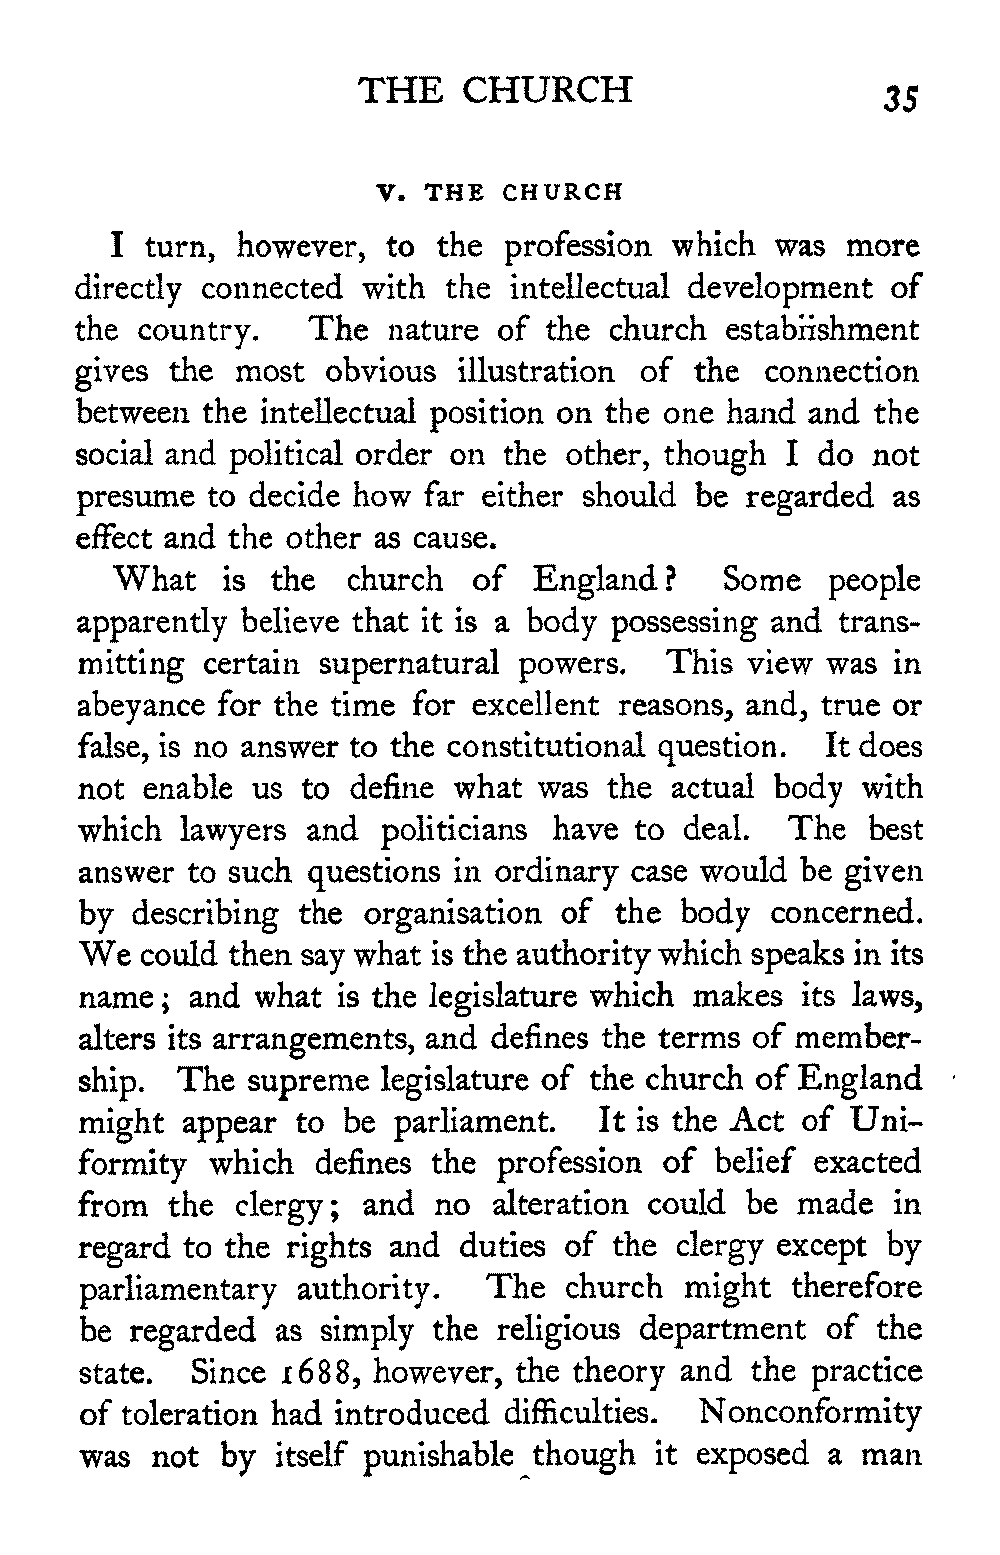 THE CHURCH 35
V. THE CHURCH
I turn, however, to the profession which was more
directly connected with the intellectual development of
the country. The nature of the church establishment
gives the most obvious illustration of the connection
between the intellectual position on the one hand and the
social and political order on the other, though I do not
presume to decide how far either should be regarded as
effect and the other as cause.
What is the church of England? Some people
apparently believe that it is a body possessing and trans-
mitting certain supernatural powers. This view was in
abeyance for the time for excellent reasons, and, true or
false, is no answer to the constitutional question. It does
not enable us to define what was the actual body with
which lawyers and politicians have to deal. The best
answer to such questions in ordinary case would be given
by describing the organisation of the body concerned.
We could then say what is the authority which speaks in its
name; and what is the legislature which makes its laws,
alters its arrangements, and defines the terms of member-
ship. The supreme legislature of the church of England
might appear to be parliament. It is the Act of Uni-
formity which defines the profession of belief exacted
from the clergy; and no alteration could be made in
regard to the rights and duties of the clergy except by
parliamentary authority. The church might therefore
be regarded as simply the religious department of the
state. Since 1688, however, the theory and the practice
of toleration had introduced difficulties. Nonconformity
was not by itself punishable though it exposed a man